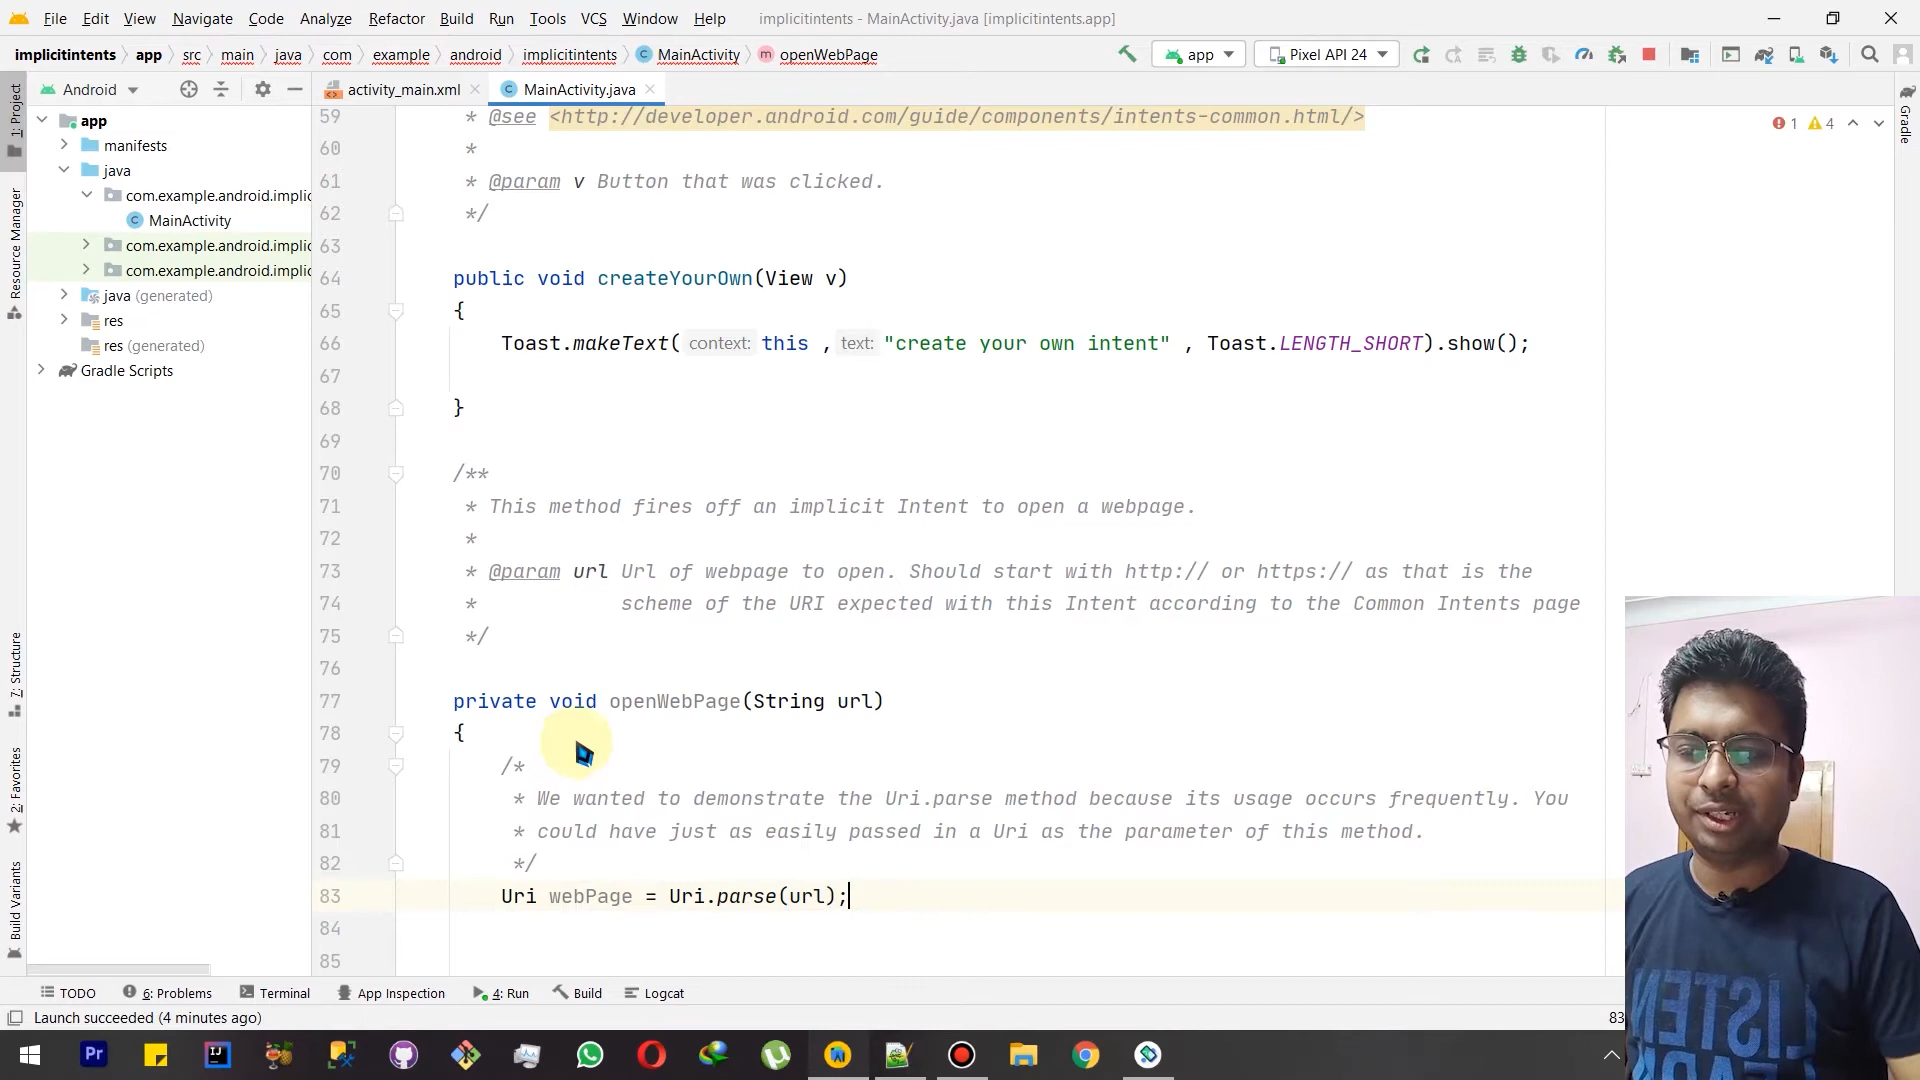 File Edit View Navigate Code Analyze Refactor Build Run Tools VCS Window Help implicitintents - MainActivity.java [implicitintents.app]
implicitintents app src main java com example android implicitintents MainActivity openWebPage app Pixel API 24
Android activity_main.xml MainActivity.java
1: Project
Resource Manager
7: Structure
2: Favorites
Build Variants
Gradle
app
manifests
java
com.example.android.implic
MainActivity
com.example.android.implic
com.example.android.implic
java (generated)
res
res (generated)
Gradle Scripts
1 4
59 * @see <http://developer.android.com/guide/components/intents-common.html/>
60 *
61 * @param v Button that was clicked.
62 */
63
64 public void createYourOwn(View v)
65 {
66 Toast.makeText( context: this , text: "create your own intent" , Toast.LENGTH_SHORT).show();
67
68 }
69
70 /**
71 * This method fires off an implicit Intent to open a webpage.
72 *
73 * @param url Url of webpage to open. Should start with http:// or https:// as that is the
74 * scheme of the URI expected with this Intent according to the Common Intents page
75 */
76
77 private void openWebPage(String url)
78 {
79 /*
80 * We wanted to demonstrate the Uri.parse method because its usage occurs frequently. You
81 * could have just as easily passed in a Uri as the parameter of this method.
82 */
83 Uri webPage = Uri.parse(url);
84
85
TODO 6: Problems Terminal App Inspection 4: Run Build Logcat
Launch succeeded (4 minutes ago) 83
Pr IJ
LISTEN
LEARN